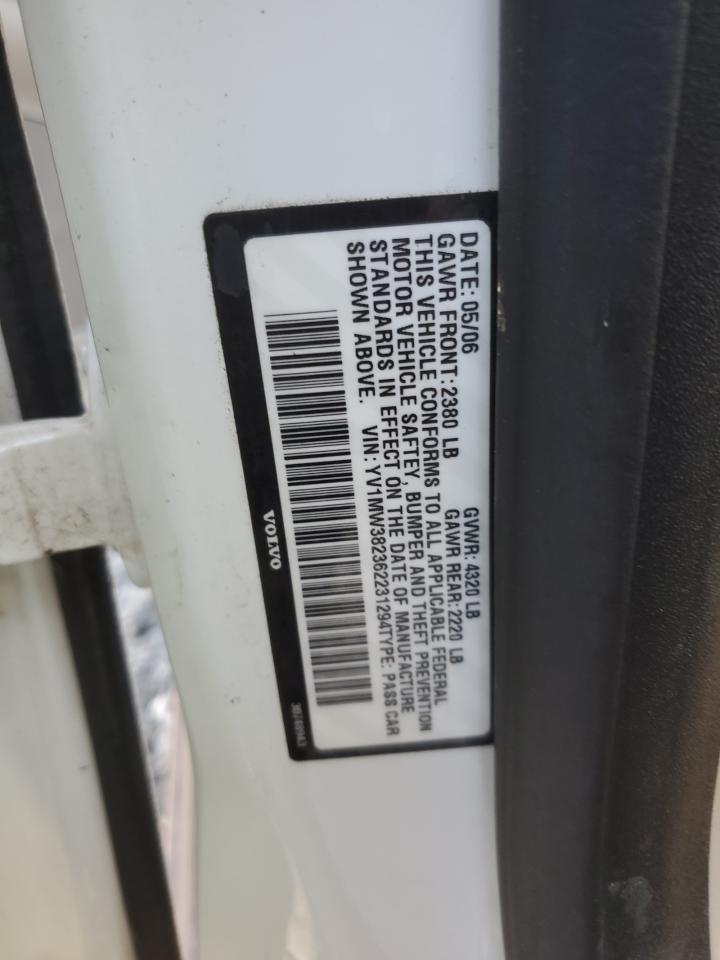 DATE: 05/06 GVWR: 4320 LB
GAWR FRONT: 2380 LB GAWR REAR: 2220 LB
THIS VEHICLE CONFORMS TO ALL APPLICABLE FEDERAL
MOTOR VEHICLE SAFTEY, BUMPER AND THEFT PREVENTION
STANDARDS IN EFFECT ON THE DATE OF MANUFACTURE
SHOWN ABOVE. VIN: YV1MW382362231294TYPE: PASS CAR
VOLVO
30748943